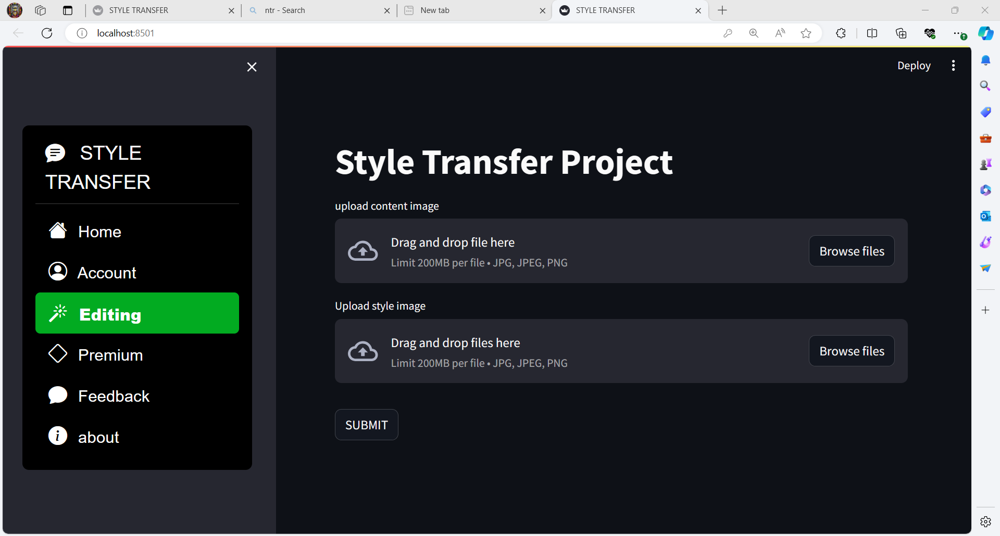 STYLE TRANSFER
ntr - Search
New tab
STYLE TRANSFER
localhost:8501
Deploy
STYLE
TRANSFER
Home
Account
Editing
Premium
Feedback
about
Style Transfer Project
upload content image
Drag and drop file here
Limit 200MB per file • JPG, JPEG, PNG
Browse files
Upload style image
Drag and drop files here
Limit 200MB per file • JPG, JPEG, PNG
Browse files
SUBMIT